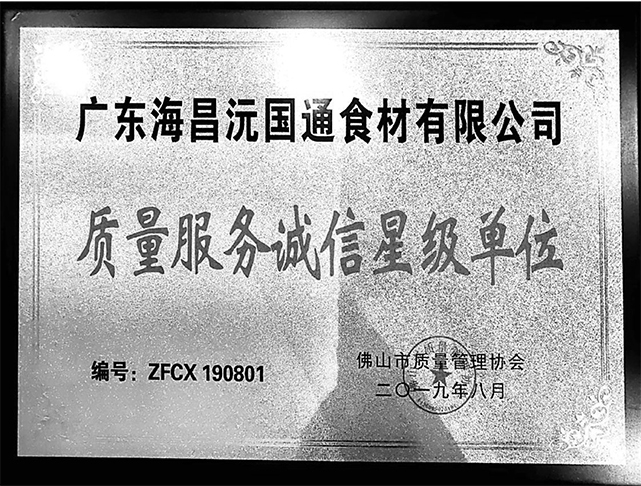 广东海昌沅国通食材有限公司
质量服务诚信星级单位
编号：ZFCX 190801
佛山市质量管理协会
二〇一九年八月